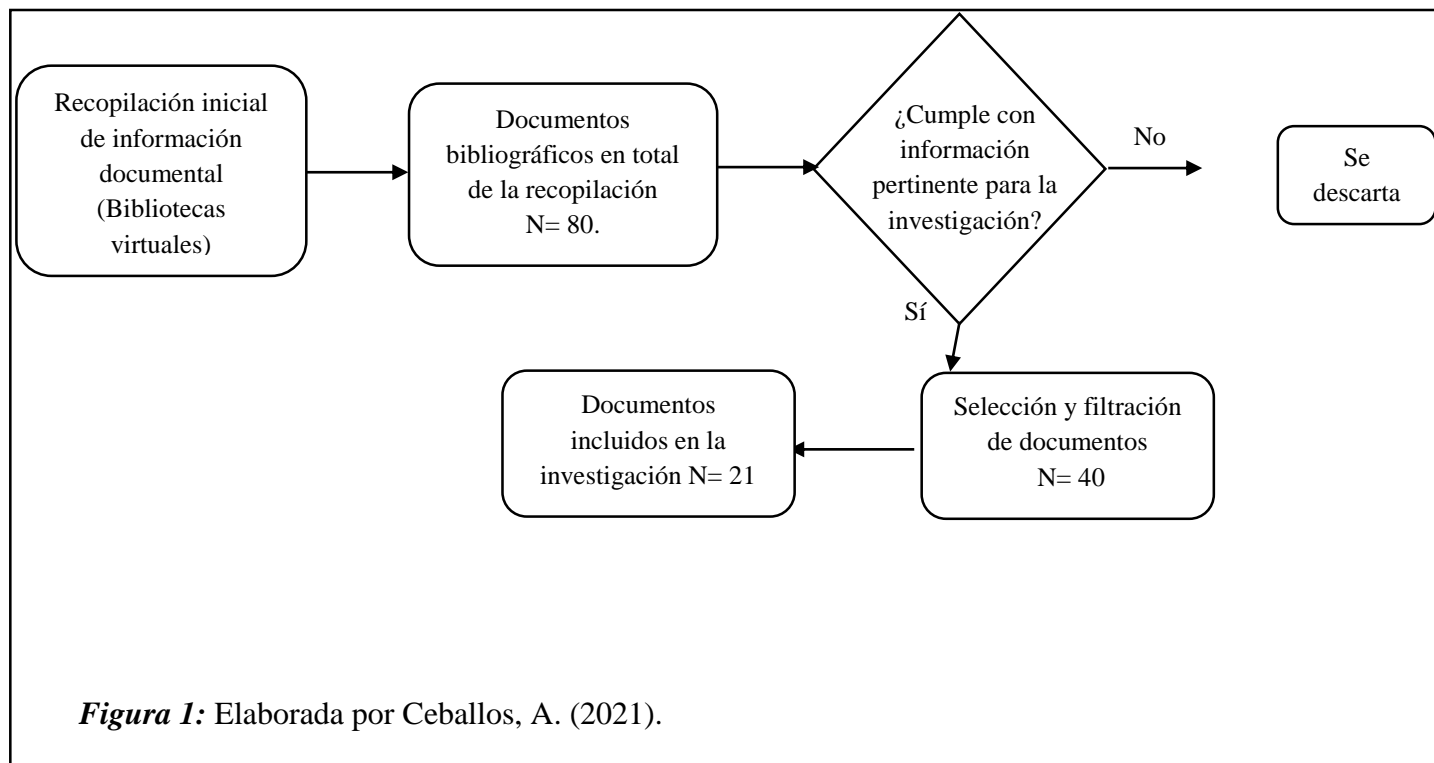 Recopilación inicial
de información
documental
(Bibliotecas
virtuales)
Documentos
bibliográficos en total
de la recopilación
N= 80.
¿Cumple con
información
pertinente para la
investigación?
No
Se
descarta
Sí
Selección y filtración
de documentos
N= 40
Documentos
incluidos en la
investigación N= 21
Figura 1: Elaborada por Ceballos, A. (2021).